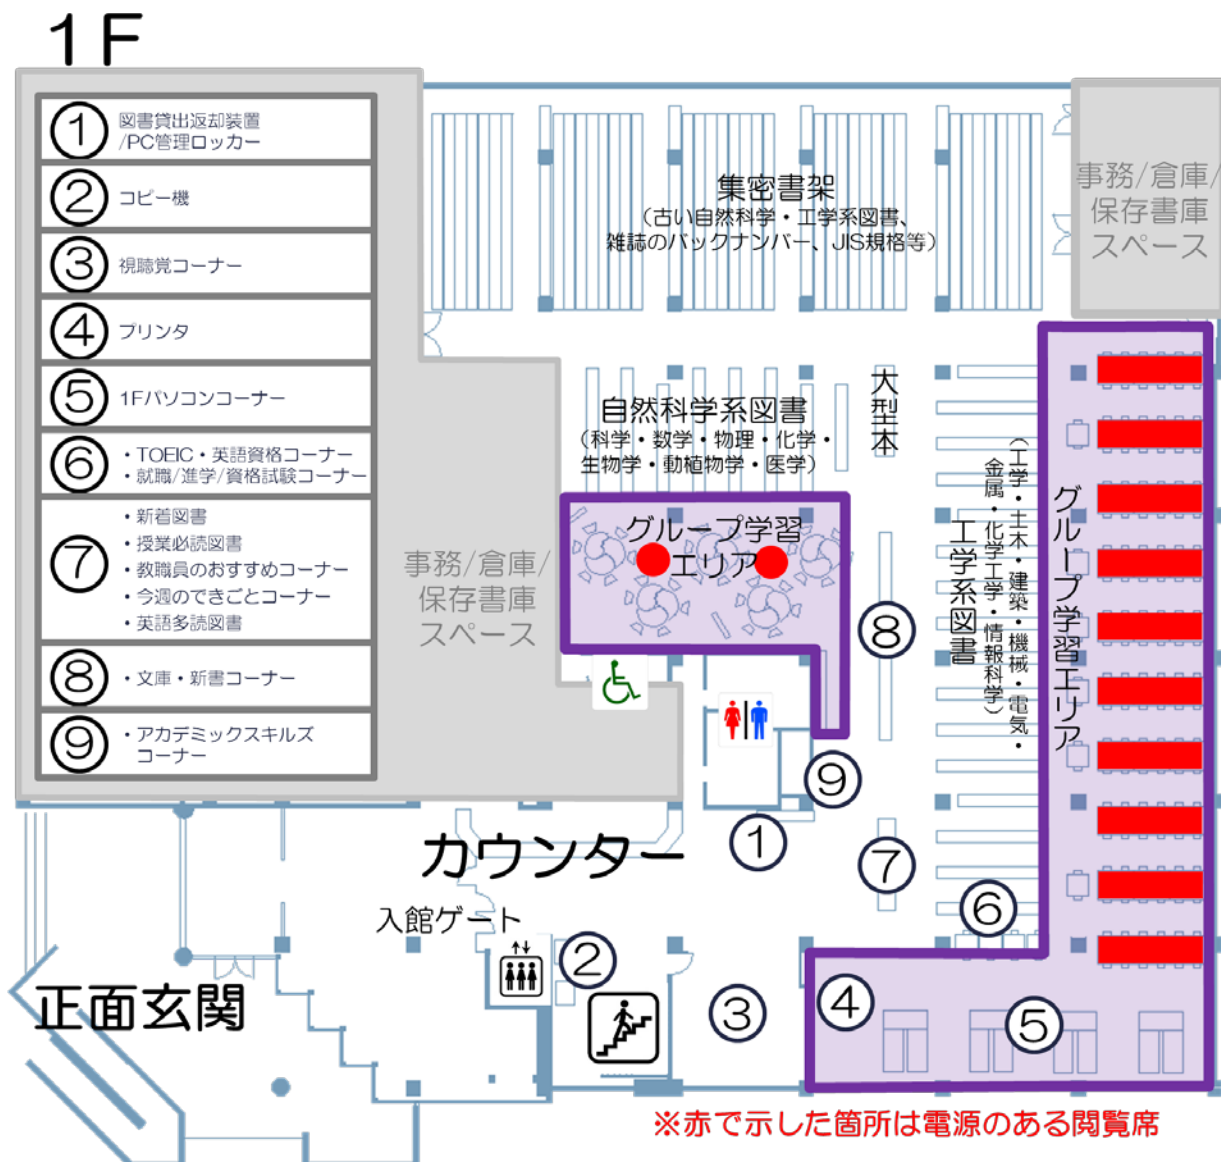 1F
① 図書貸出返却装置
/PC管理ロッカー
② コピー機
③ 視聴覚コーナー
④ プリンタ
⑤ 1Fパソコンコーナー
⑥ ・TOEIC・英語資格コーナー
・就職/進学/資格試験コーナー
⑦ ・新着図書
・授業必読図書
・教職員のおすすめコーナー
・今週のできごとコーナー
・英語多読図書
⑧ ・文庫・新書コーナー
⑨ ・アカデミックスキルズ
コーナー
集密書架
（古い自然科学・工学系図書、
雑誌のバックナンバー、JIS規格等）
事務/倉庫/
保存書庫
スペース
自然科学系図書
（科学・数学・物理・化学・
生物学・動植物学・医学）
大型本
工学系図書
（工学・土木・建築・機械・電気・
金属・化学工学・情報科学）
グループ学習エリア
グループ学習
エリア
事務/倉庫/
保存書庫
スペース
⑧
⑨
①
⑦
⑥
カウンター
入館ゲート
②
③
④
⑤
正面玄関
※赤で示した箇所は電源のある閲覧席